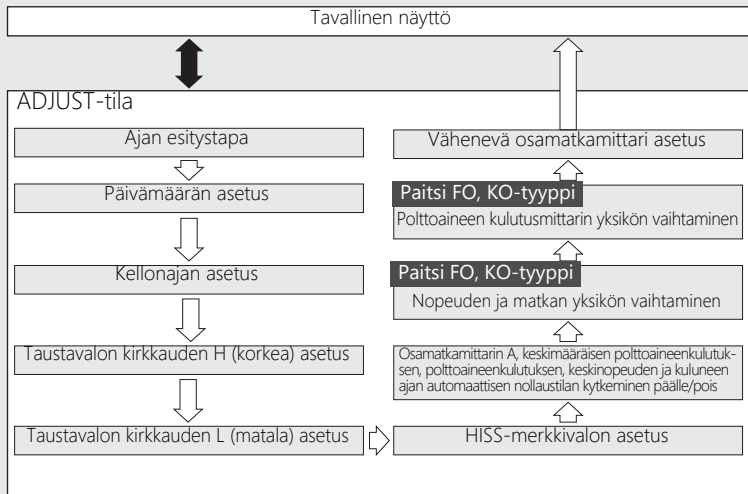 Tavallinen näyttö
ADJUST-tila
Ajan esitystapa
Päivämäärän asetus
Kellonajan asetus
Taustavalon kirkkauden H (korkea) asetus
Taustavalon kirkkauden L (matala) asetus
HISS-merkkivalon asetus
Osamatkamittarin A, keskimääräisen polttoaineenkulutuk-
sen, polttoaineenkulutuksen, keskinopeuden ja kuluneen
ajan automaattisen nollaustilan kytkeminen päälle/pois
Paitsi FO, KO-tyyppi
Nopeuden ja matkan yksikön vaihtaminen
Paitsi FO, KO-tyyppi
Polttoaineen kulutusmittarin yksikön vaihtaminen
Vähenevä osamatkamittari asetus